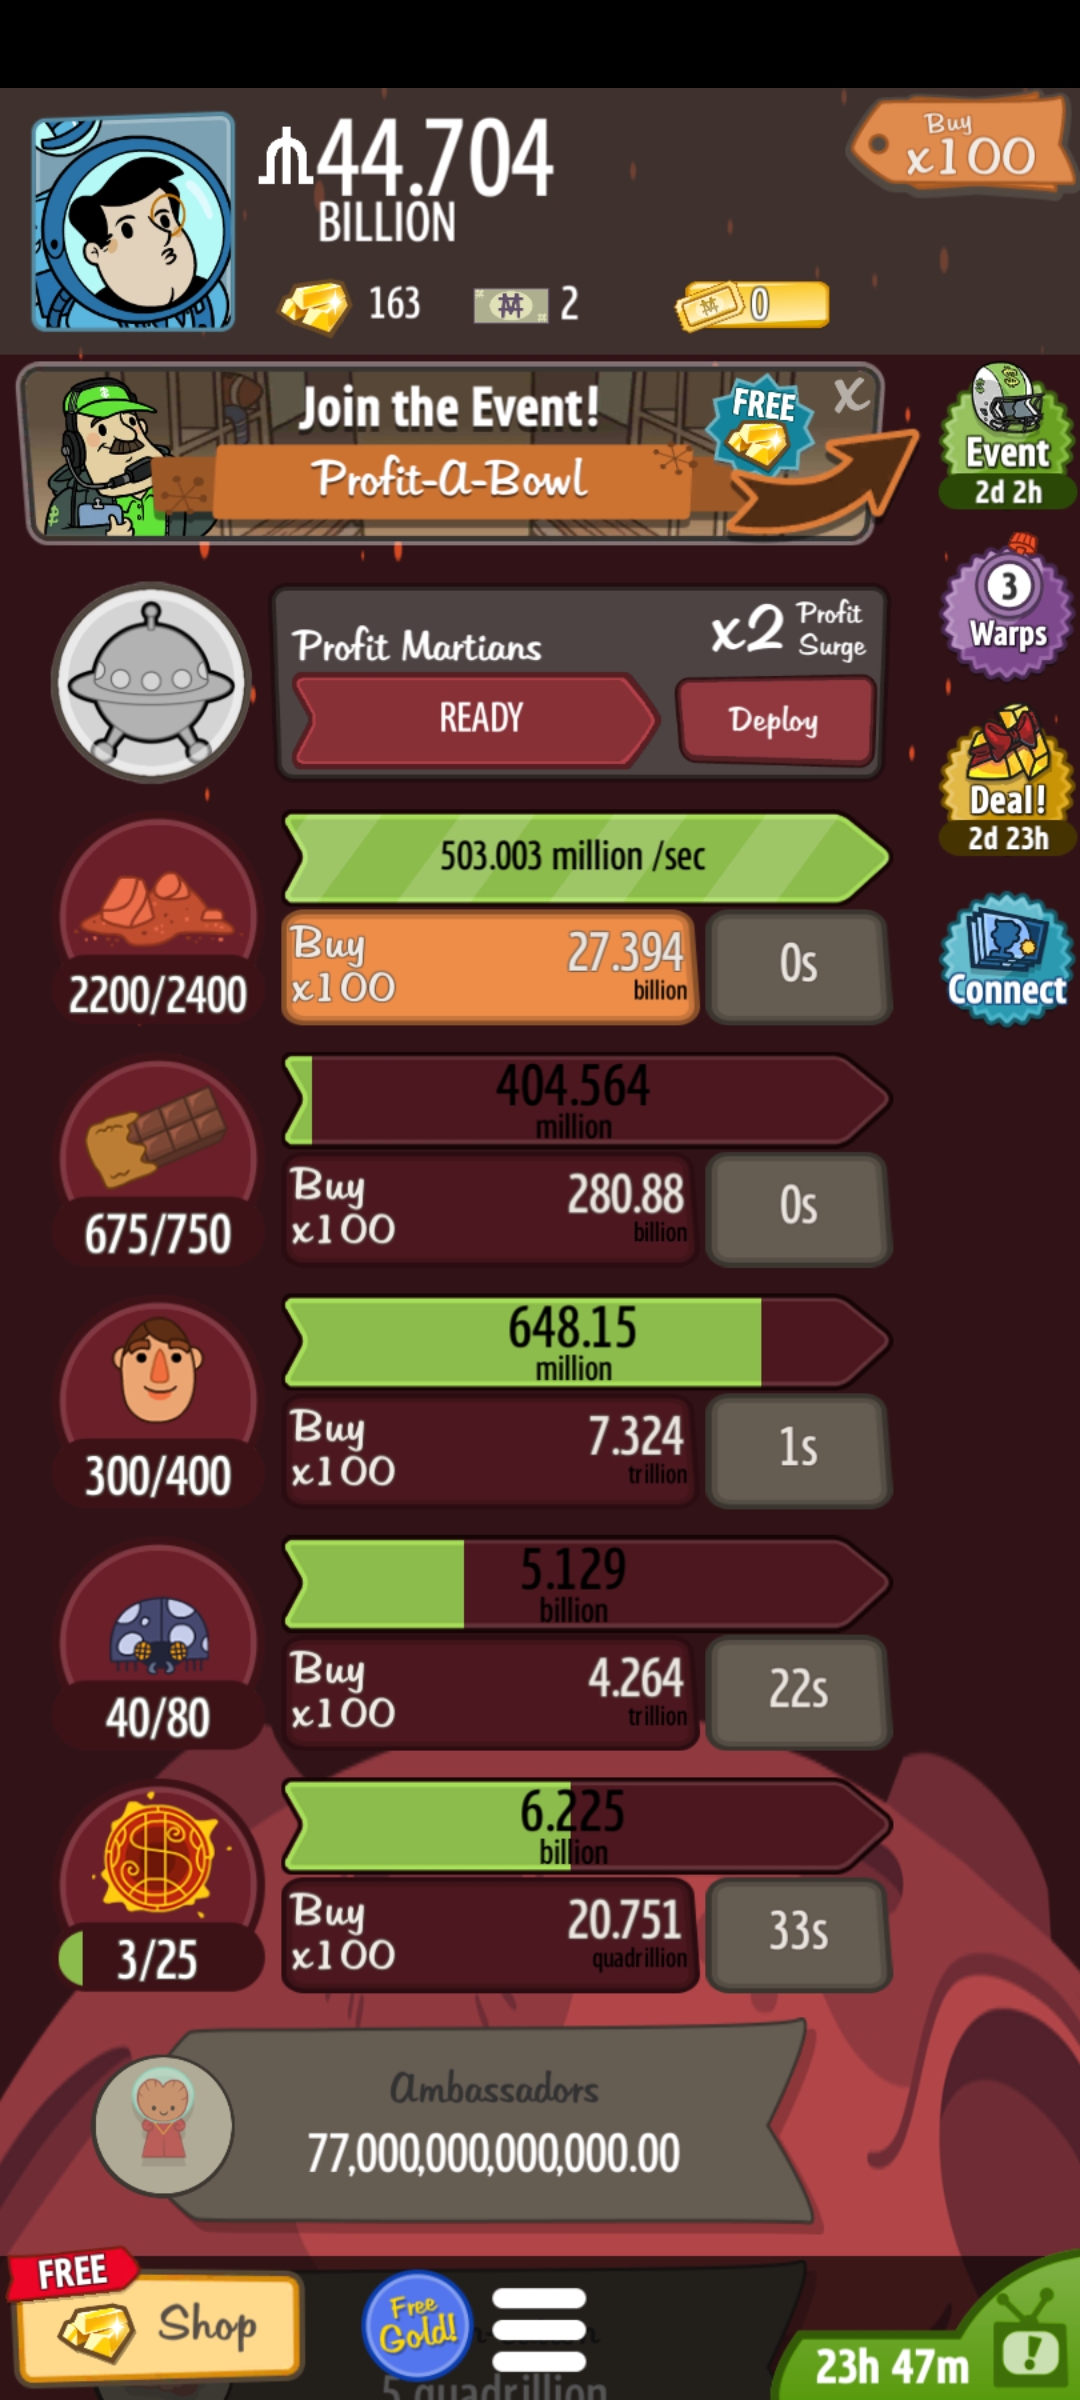 44.704
BILLION
Buy
x100
163
2
0
Join the Event!
Profit-A-Bowl
FREE
X
Event
2d 2h
3
Warps
Deal!
2d 23h
Connect
Profit Martians
x2 Profit
Surge
READY
Deploy
503.003 million /sec
Buy
x100
27.394
billion
0s
2200/2400
404.564
million
Buy
x100
280.88
billion
0s
675/750
648.15
million
Buy
x100
7.324
trillion
1s
300/400
5.129
billion
Buy
x100
4.264
trillion
22s
40/80
6.225
billion
Buy
x100
20.751
quadrillion
33s
3/25
Ambassadors
77,000,000,000,000.00
FREE
Shop
Free
Gold!
5 quadrillion
23h 47m
!